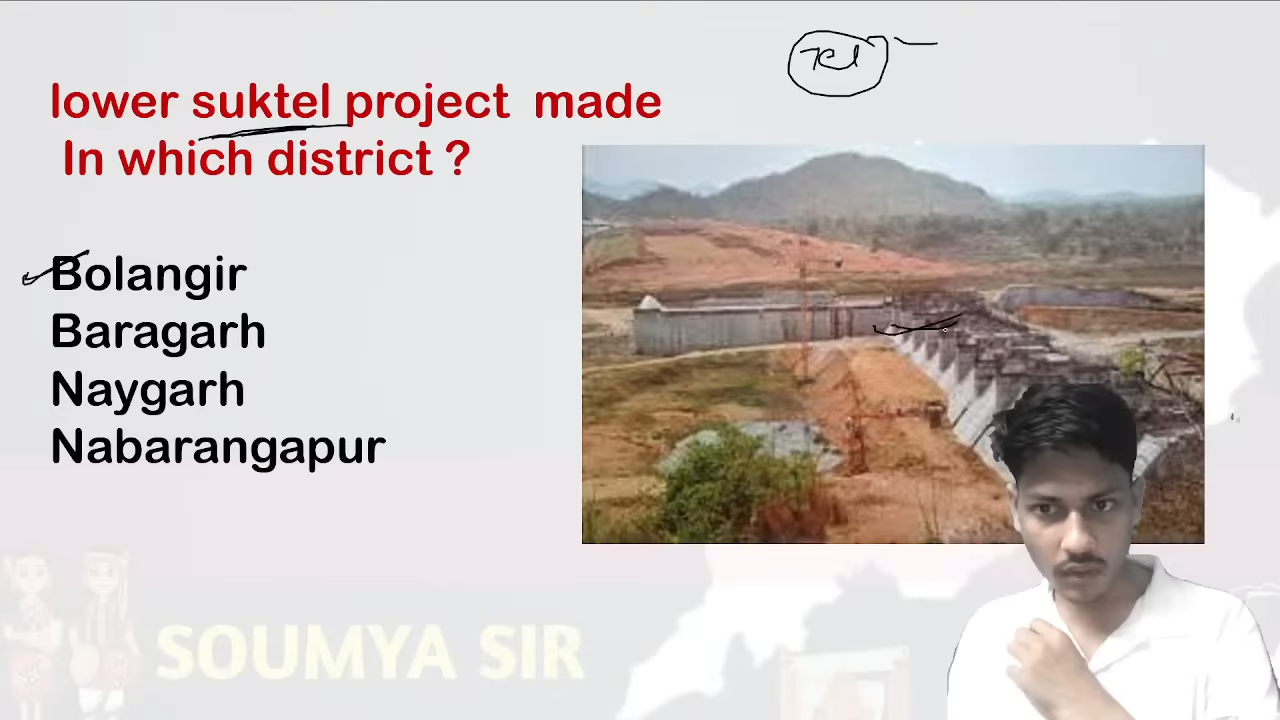 lower suktel project made
In which district ?
Bolangir
Baragarh
Naygarh
Nabarangapur
SOUMYA SIR